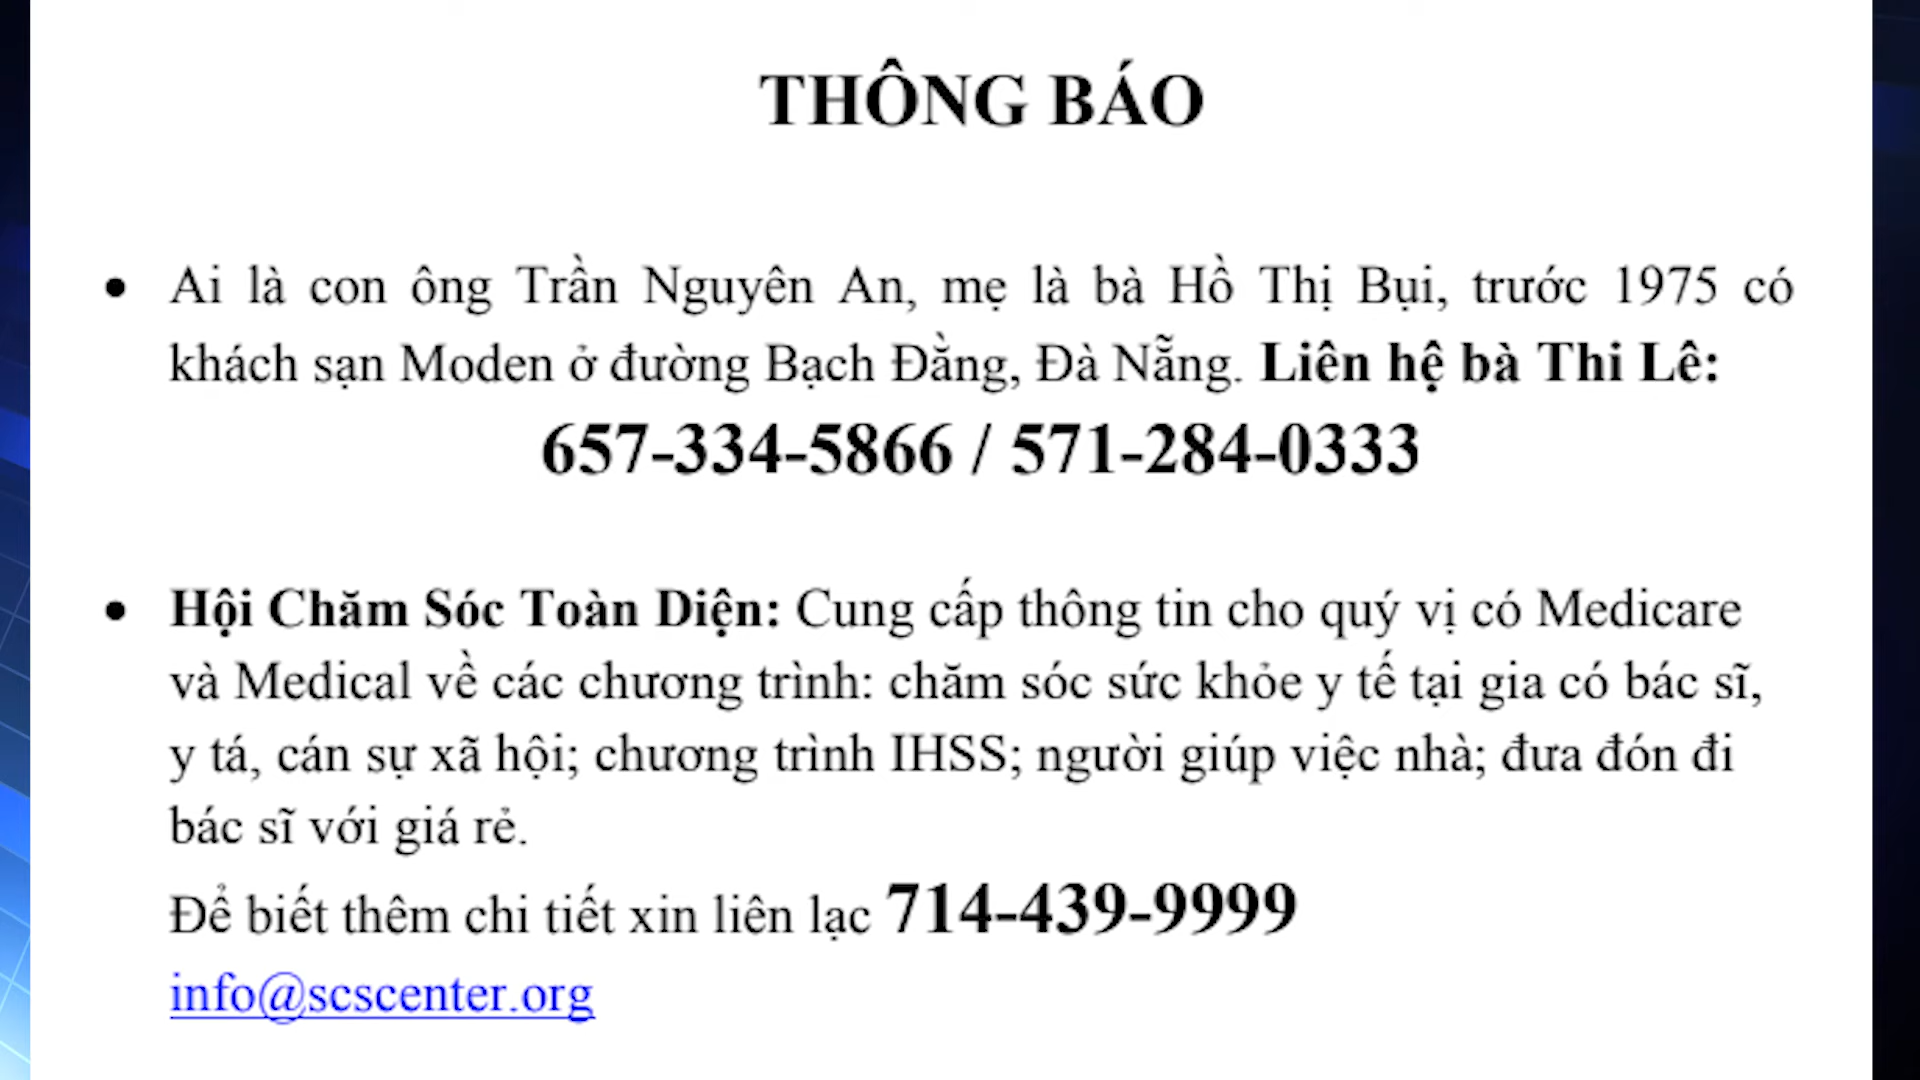 THÔNG BÁO
• Ai là con ông Trần Nguyên An, mẹ là bà Hồ Thị Bụi, trước 1975 có
khách sạn Moden ở đường Bạch Đằng, Đà Nẵng. Liên hệ bà Thi Lê:
657-334-5866 / 571-284-0333
• Hội Chăm Sóc Toàn Diện: Cung cấp thông tin cho quý vị có Medicare
và Medical về các chương trình: chăm sóc sức khỏe y tế tại gia có bác sĩ,
y tá, cán sự xã hội; chương trình IHSS; người giúp việc nhà; đưa đón đi
bác sĩ với giá rẻ.
Để biết thêm chi tiết xin liên lạc 714-439-9999
info@scscenter.org